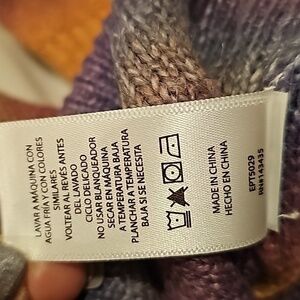 LAVAR A MÁQUINA CON
AGUA FRÍA Y CON COLORES
SIMILARES
VOLTEAR AL REVÉS ANTES
DEL LAVADO
CICLO DELICADO
NO USAR BLANQUEADOR
SECAR EN MÁQUINA
A TEMPERATURA BAJA
PLANCHAR A TEMPERATURA
BAJA SI SE NECESITA
MADE IN CHINA
HECHO EN CHINA
EPT5029
RN#143435